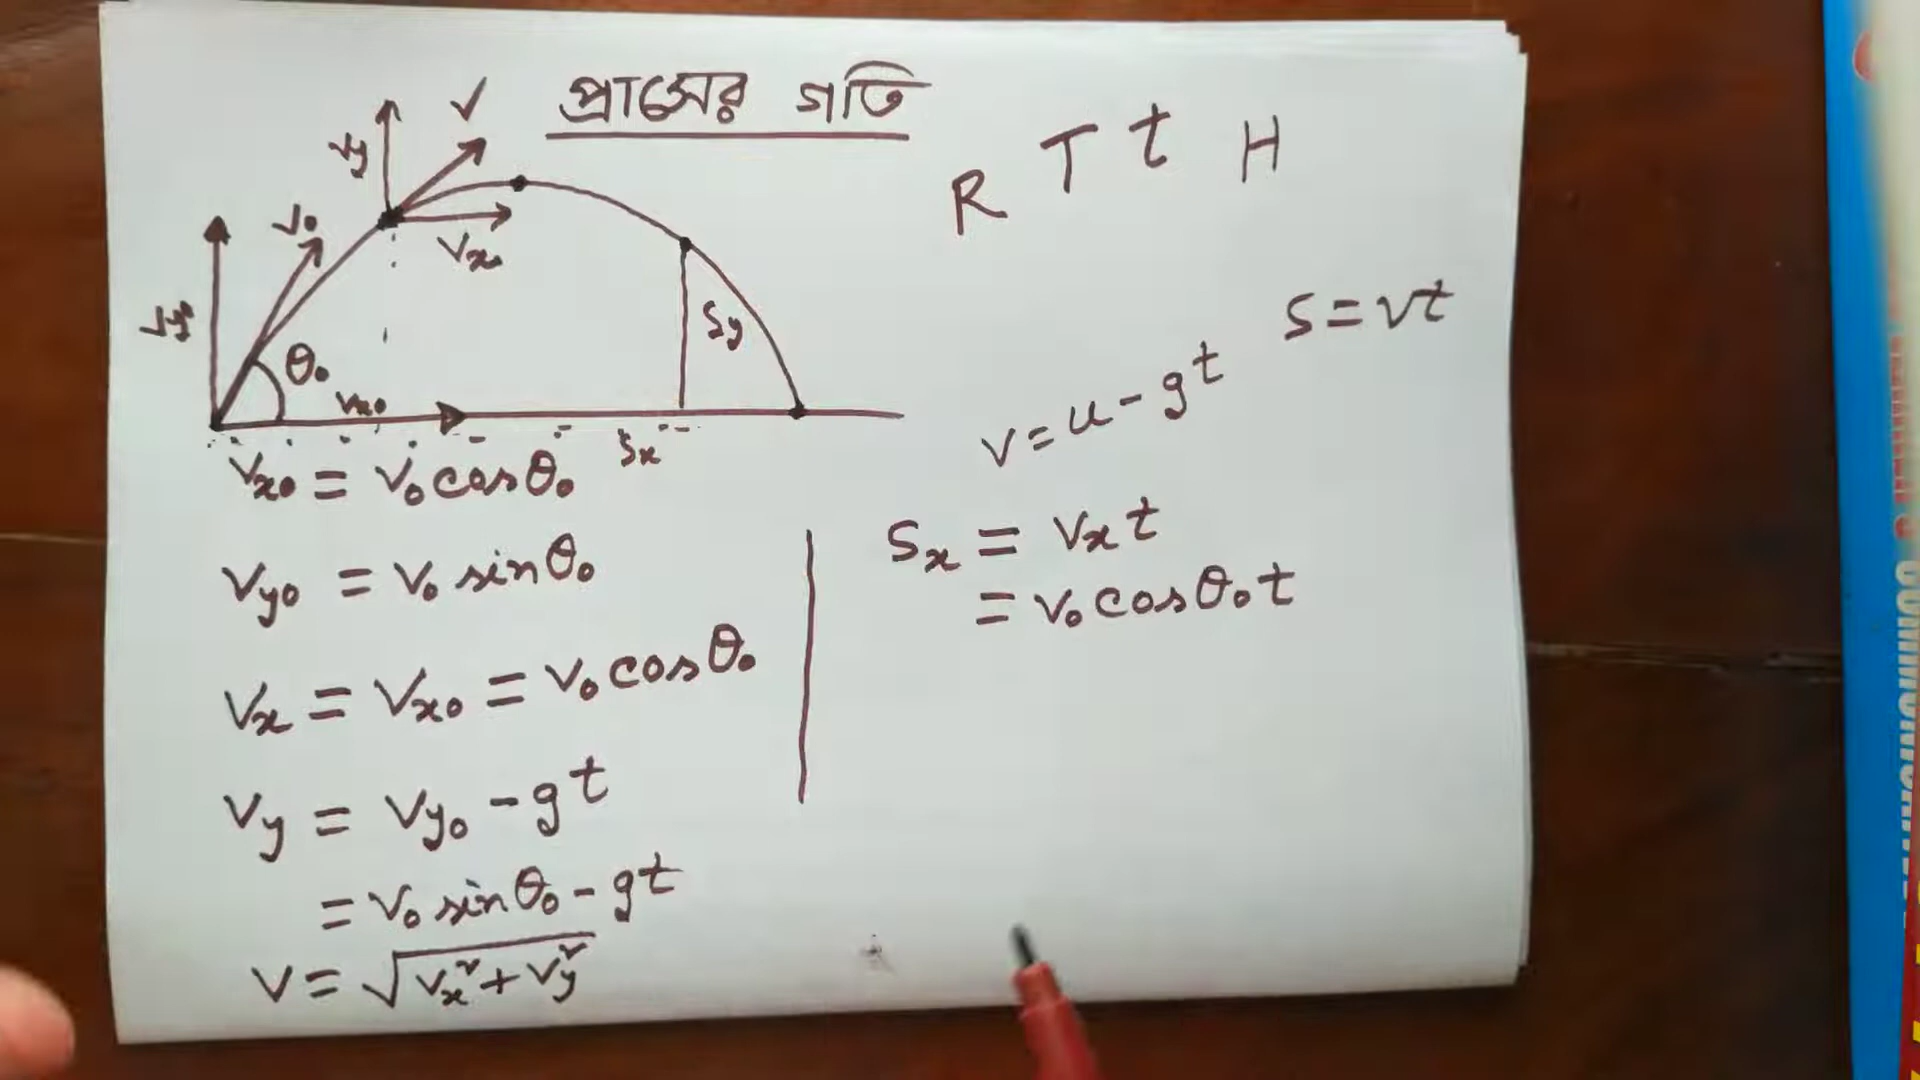 প্রাসের গতি
R T t H
v
vy
vx
v₀
vy₀
θ₀
vx₀
Sy
Sx
S = vt
v = u - gt
vx₀ = v₀ cosθ₀
vy₀ = v₀ sinθ₀
vx = vx₀ = v₀ cosθ₀
vy = vy₀ - gt
= v₀ sinθ₀ - gt
v = √(vx² + vy²)
Sx = vx t
= v₀ cosθ₀ t